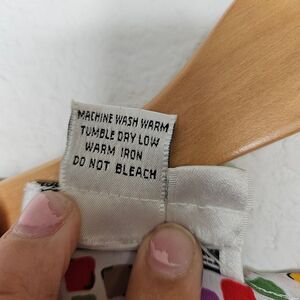 MACHINE WASH WARM
TUMBLE DRY LOW
WARM IRON
DO NOT BLEACH